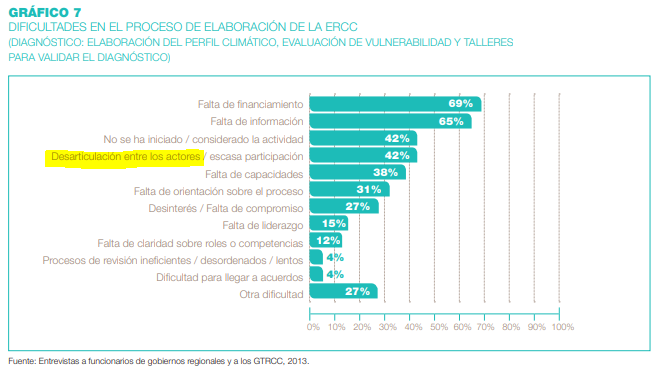 GRÁFICO 7
DIFICULTADES EN EL PROCESO DE ELABORACIÓN DE LA ERCC
(DIAGNÓSTICO: ELABORACIÓN DEL PERFIL CLIMÁTICO, EVALUACIÓN DE VULNERABILIDAD Y TALLERES
PARA VALIDAR EL DIAGNÓSTICO)
Falta de financiamiento 69%
Falta de información 65%
No se ha iniciado / considerado la actividad 42%
Desarticulación entre los actores / escasa participación 42%
Falta de capacidades 38%
Falta de orientación sobre el proceso 31%
Desinterés / Falta de compromiso 27%
Falta de liderazgo 15%
Falta de claridad sobre roles o competencias 12%
Procesos de revisión ineficientes / desordenados / lentos 4%
Dificultad para llegar a acuerdos 4%
Otra dificultad 27%
0% 10% 20% 30% 40% 50% 60% 70% 80% 90% 100%
Fuente: Entrevistas a funcionarios de gobiernos regionales y a los GTRCC, 2013.